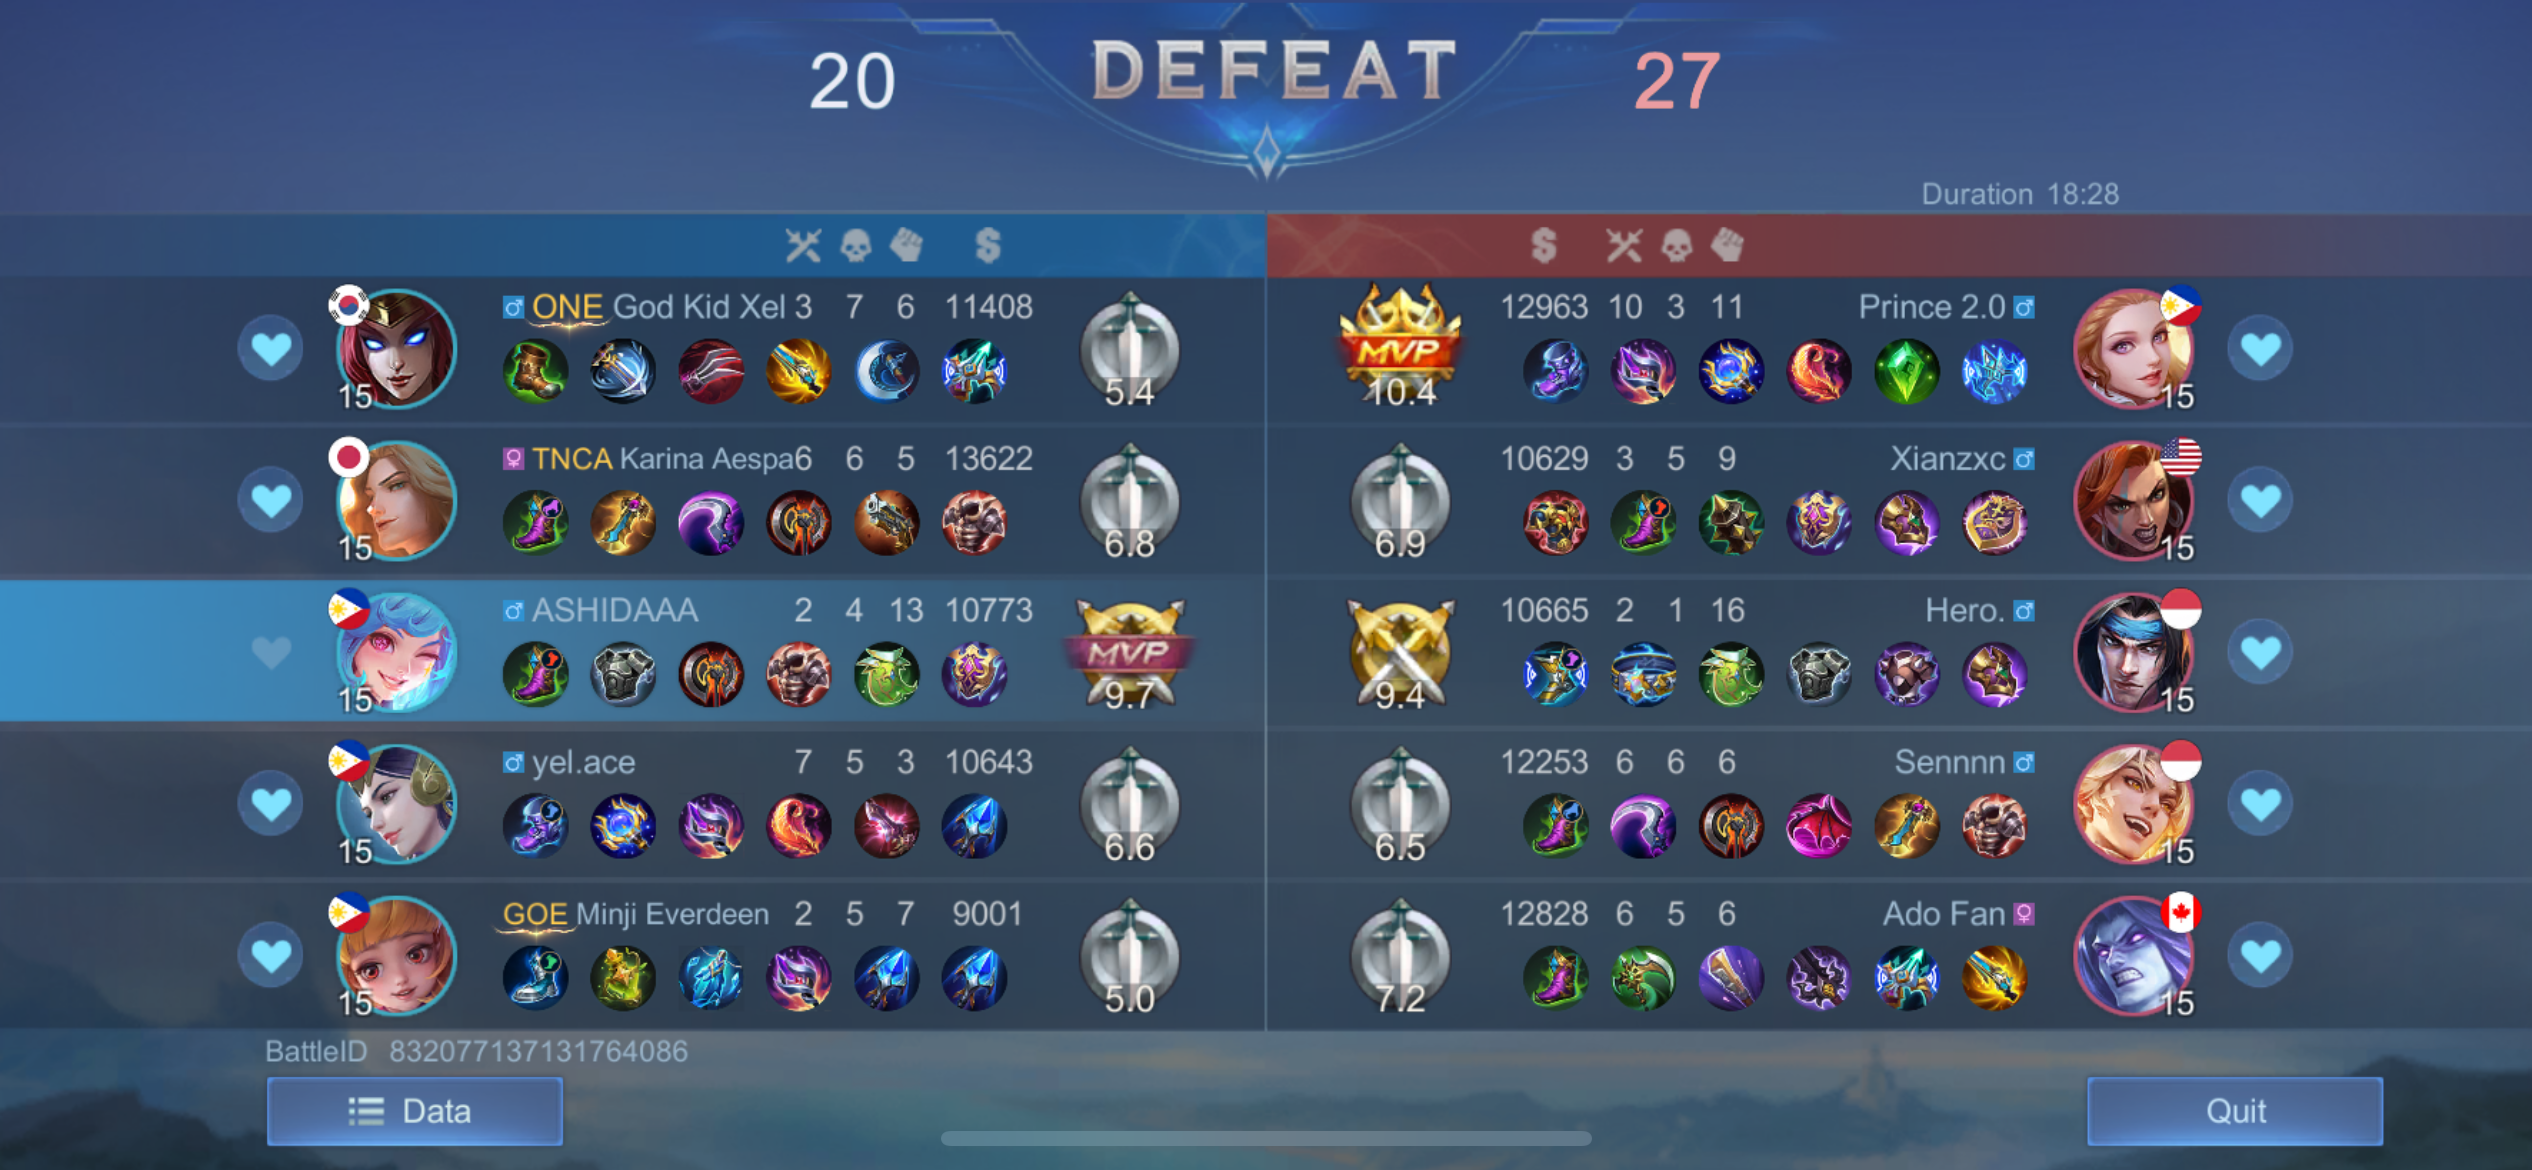 20 DEFEAT 27
Duration 18:28
ONE God Kid Xel 3 7 6 11408
15
5.4
MVP
10.4
12963 10 3 11 Prince 2.0
15
TNCA Karina Aespa 6 6 5 13622
15
6.8
6.9
10629 3 5 9 Xianzxc
15
ASHIDAAA 2 4 13 10773
15
MVP
9.7
9.4
10665 2 1 16 Hero.
15
yel.ace 7 5 3 10643
15
6.6
6.5
12253 6 6 6 Sennnn
15
GOE Minji Everdeen 2 5 7 9001
15
5.0
7.2
12828 6 5 6 Ado Fan
15
BattleID 832077137131764086
Data
Quit